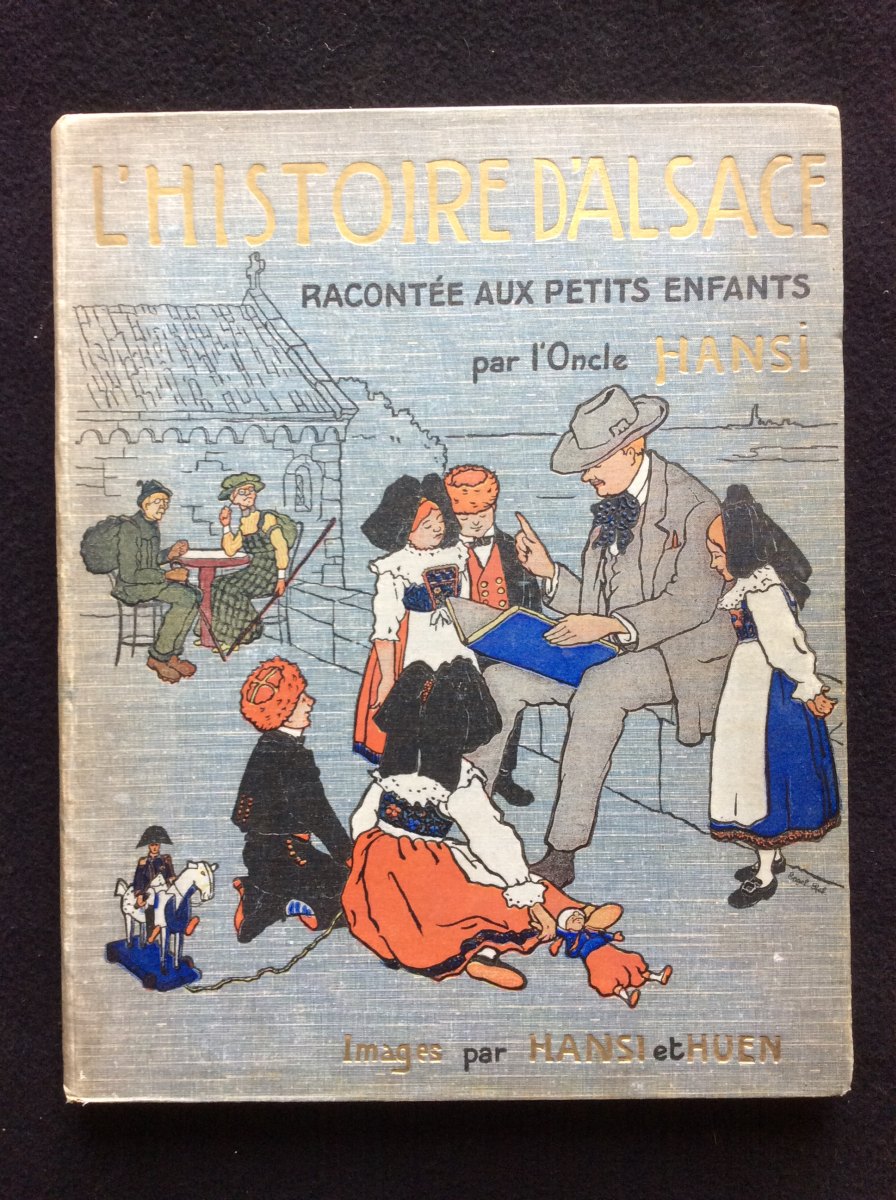 L'HISTOIRE D'ALSACE
RACONTÉE AUX PETITS ENFANTS
par l'Oncle HANSi
Images par HANSI et HUEN